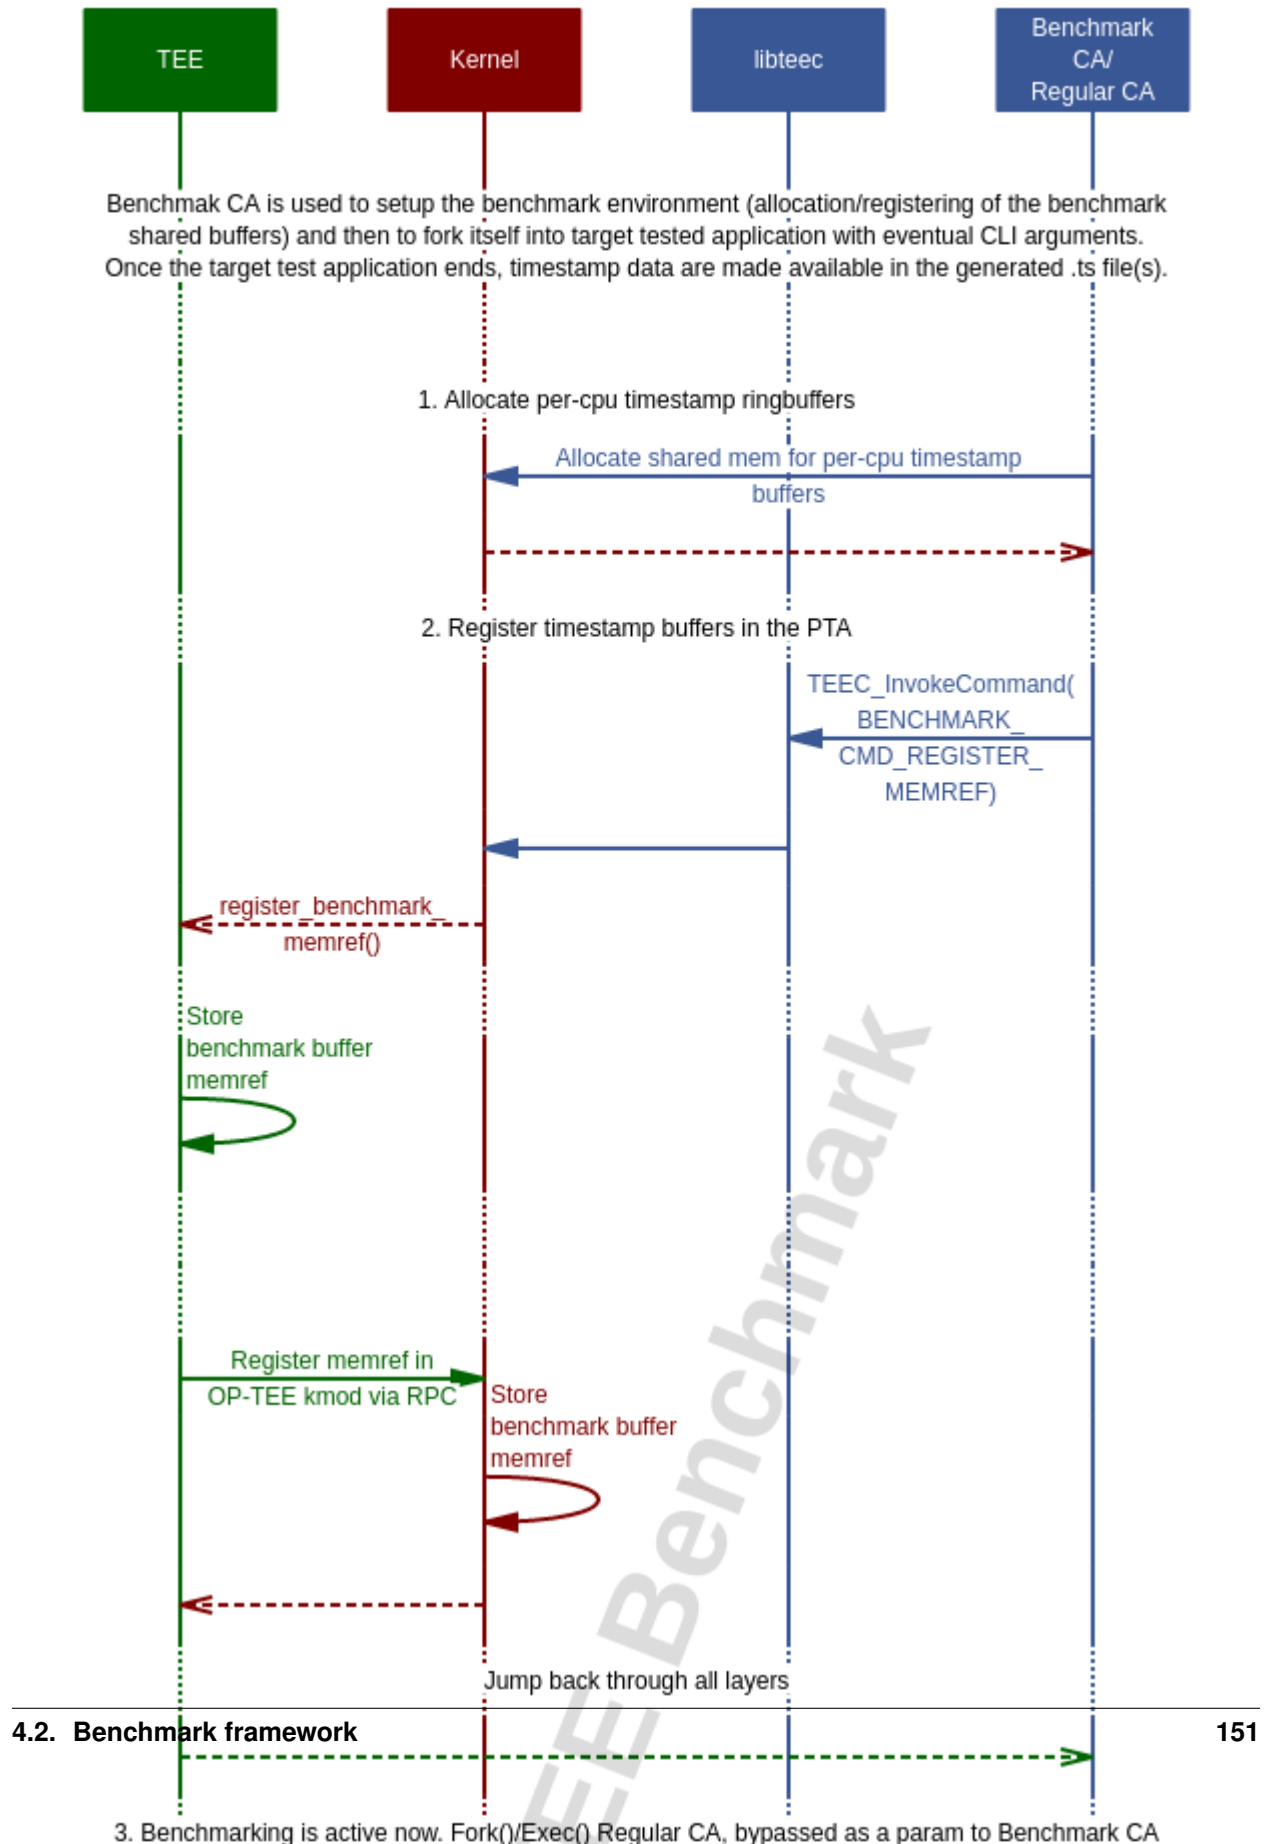 TEE
Kernel
libteec
Benchmark
CA/
Regular CA
Benchmak CA is used to setup the benchmark environment (allocation/registering of the benchmark
shared buffers) and then to fork itself into target tested application with eventual CLI arguments.
Once the target test application ends, timestamp data are made available in the generated .ts file(s).
1. Allocate per-cpu timestamp ringbuffers
Allocate shared mem for per-cpu timestamp
buffers
2. Register timestamp buffers in the PTA
TEEC_InvokeCommand(
BENCHMARK_
CMD_REGISTER_
MEMREF)
register_benchmark_
memref()
Store
benchmark buffer
memref
Register memref in
OP-TEE kmod via RPC
Store
benchmark buffer
memref
Jump back through all layers
4.2. Benchmark framework 151
3. Benchmarking is active now. Fork()/Exec() Regular CA, bypassed as a param to Benchmark CA
EE Benchmark